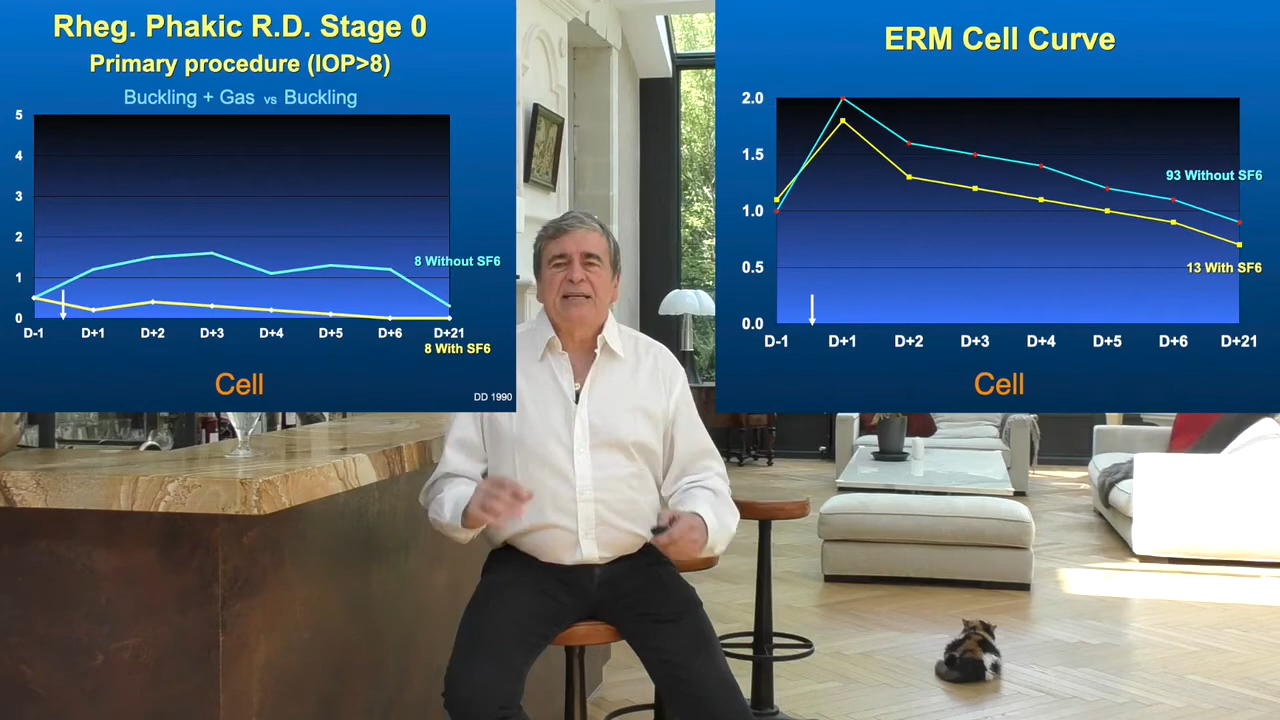 Rheg. Phakic R.D. Stage 0
Primary procedure (IOP>8)
Buckling + Gas vs Buckling
5
4
3
2
1
0
8 Without SF6
D-1 D+1 D+2 D+3 D+4 D+5 D+6 D+21
8 With SF6
Cell
DD 1990
ERM Cell Curve
2.0
1.5
1.0
0.5
0.0
93 Without SF6
13 With SF6
D-1 D+1 D+2 D+3 D+4 D+5 D+6 D+21
Cell